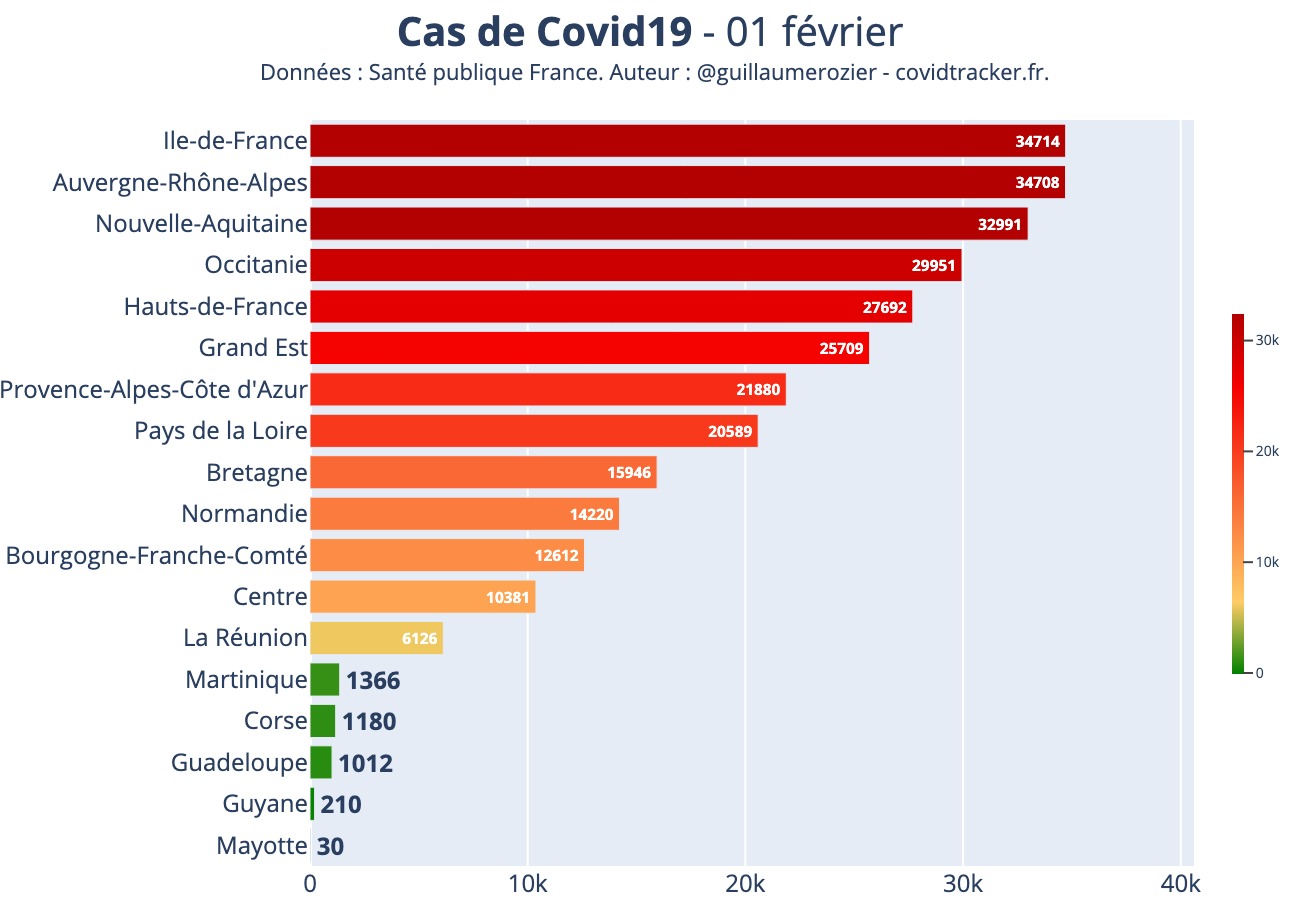 Cas de Covid19 - 01 février
Données : Santé publique France. Auteur : @guillaumerozier - covidtracker.fr.
Ile-de-France 34714
Auvergne-Rhône-Alpes 34708
Nouvelle-Aquitaine 32991
Occitanie 29951
Hauts-de-France 27692
Grand Est 25709
Provence-Alpes-Côte d'Azur 21880
Pays de la Loire 20589
Bretagne 15946
Normandie 14220
Bourgogne-Franche-Comté 12612
Centre 10381
La Réunion 6126
Martinique 1366
Corse 1180
Guadeloupe 1012
Guyane 210
Mayotte 30
0 10k 20k 30k 40k
30k
20k
10k
0